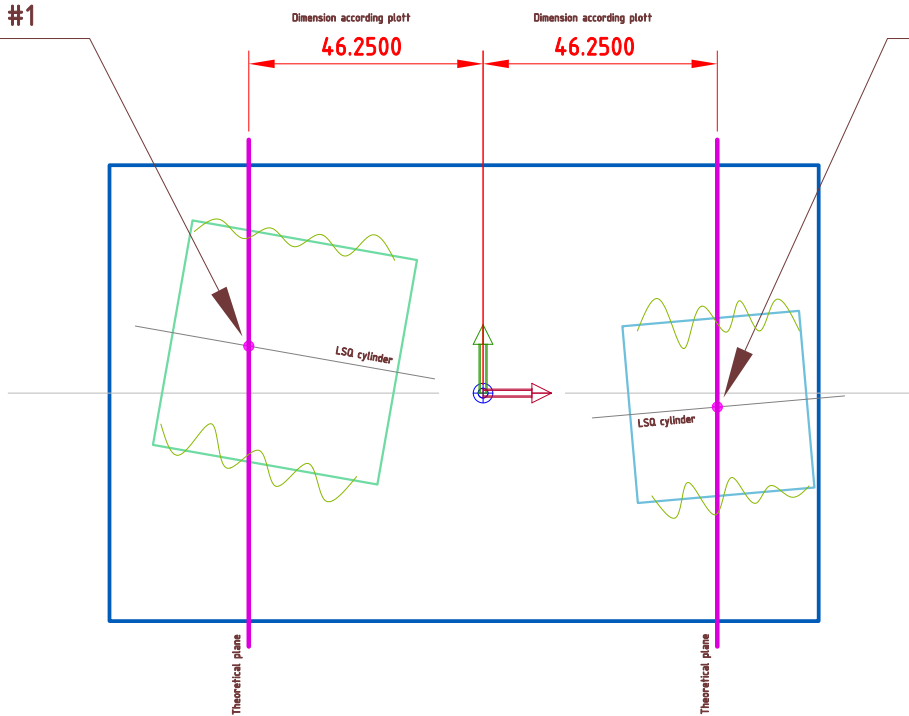 #1
Dimension according plott
Dimension according plott
46.2500
46.2500
LSQ cylinder
LSQ cylinder
Theoretical plane
Theoretical plane